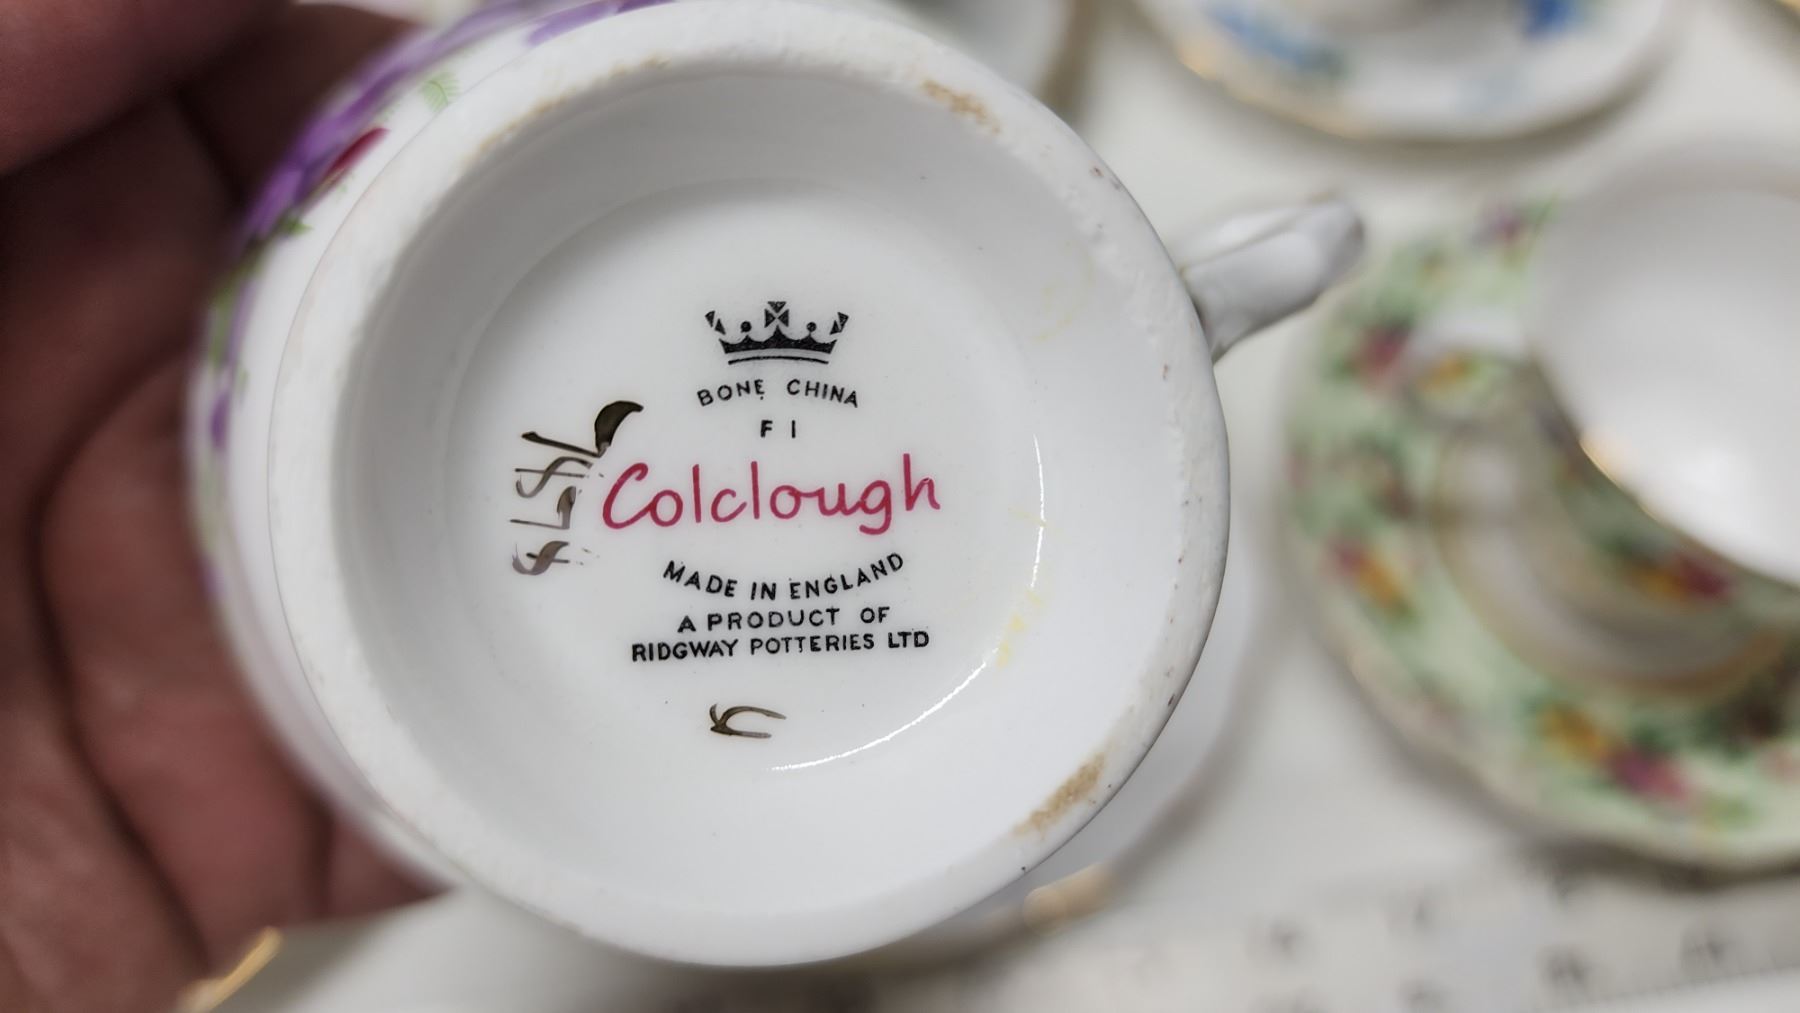 BONE CHINA
F I
Colclough
MADE IN ENGLAND
A PRODUCT OF
RIDGWAY POTTERIES LTD